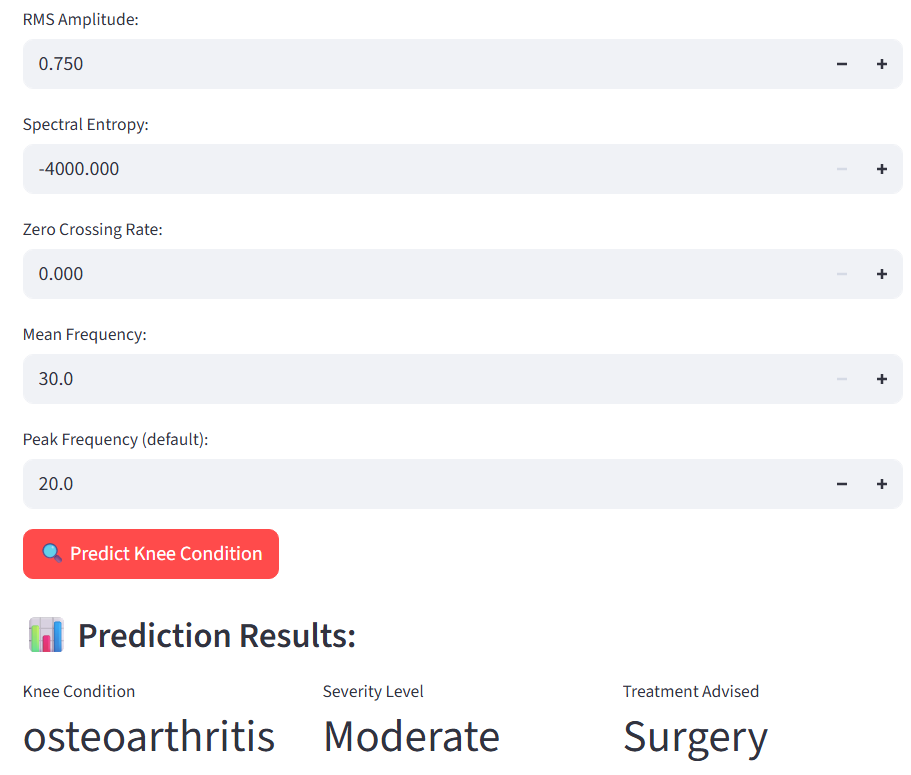 RMS Amplitude:
0.750
Spectral Entropy:
-4000.000
Zero Crossing Rate:
0.000
Mean Frequency:
30.0
Peak Frequency (default):
20.0
🔍 Predict Knee Condition
📊 Prediction Results:
Knee Condition Severity Level Treatment Advised
osteoarthritis Moderate Surgery